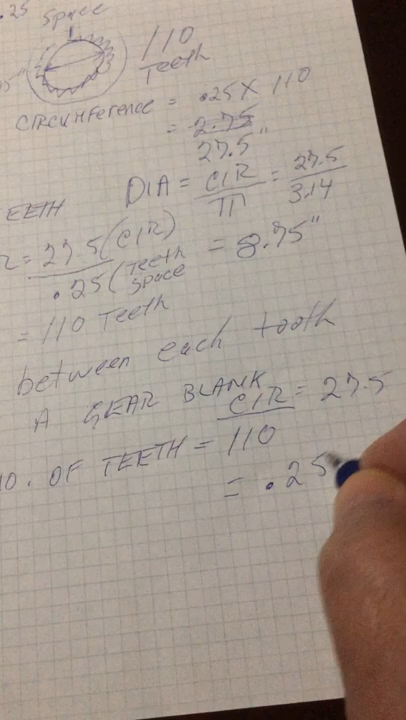 .25 Space
110
Teeth
CIRCUMFERENCE = .25 X 110
= 2.75
27.5"
DIA = CIR = 27.5
π 3.14
EETH
= 27.5 (CIR) = 8.75"
.25 (Teeth
Space
= 110 Teeth
between each tooth
A GEAR BLANK
CIR = 27.5
NO. OF TEETH = 110
= .25